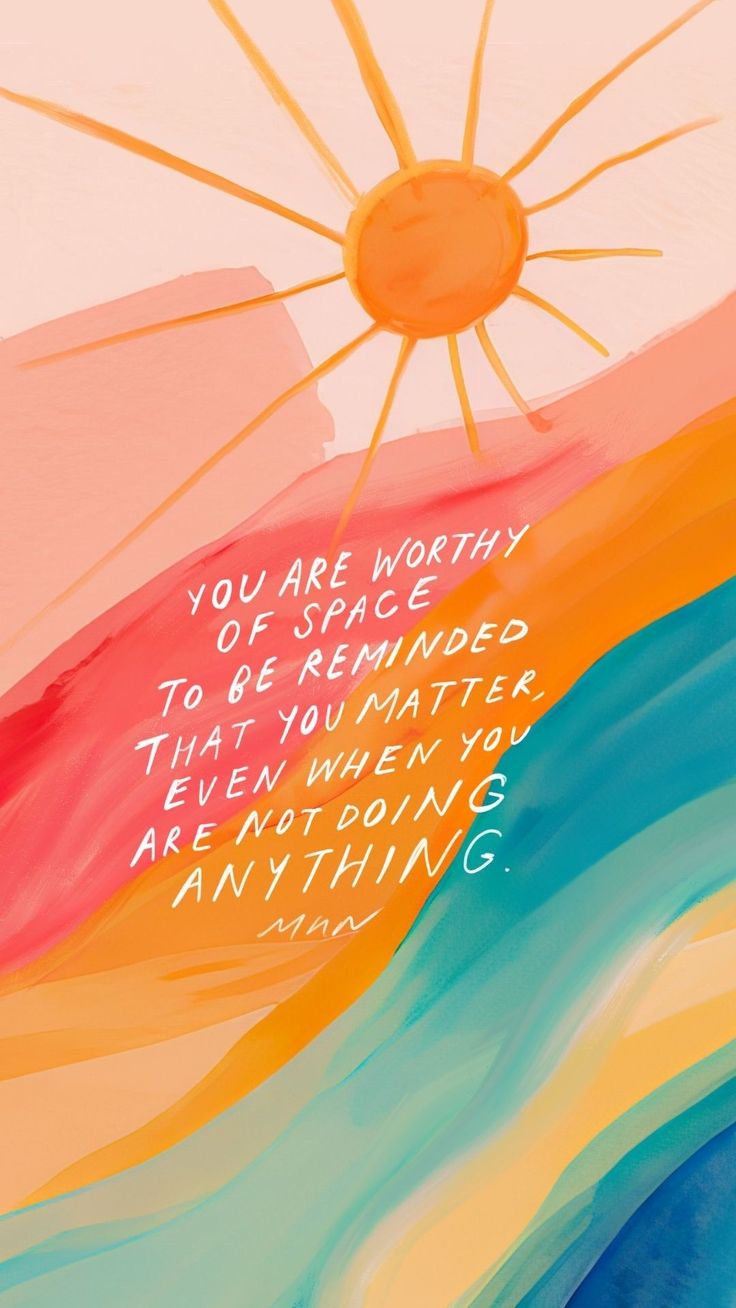 YOU ARE WORTHY
OF SPACE
TO BE REMINDED
THAT YOU MATTER,
EVEN WHEN YOU
ARE NOT DOING
ANYTHING.
MHN